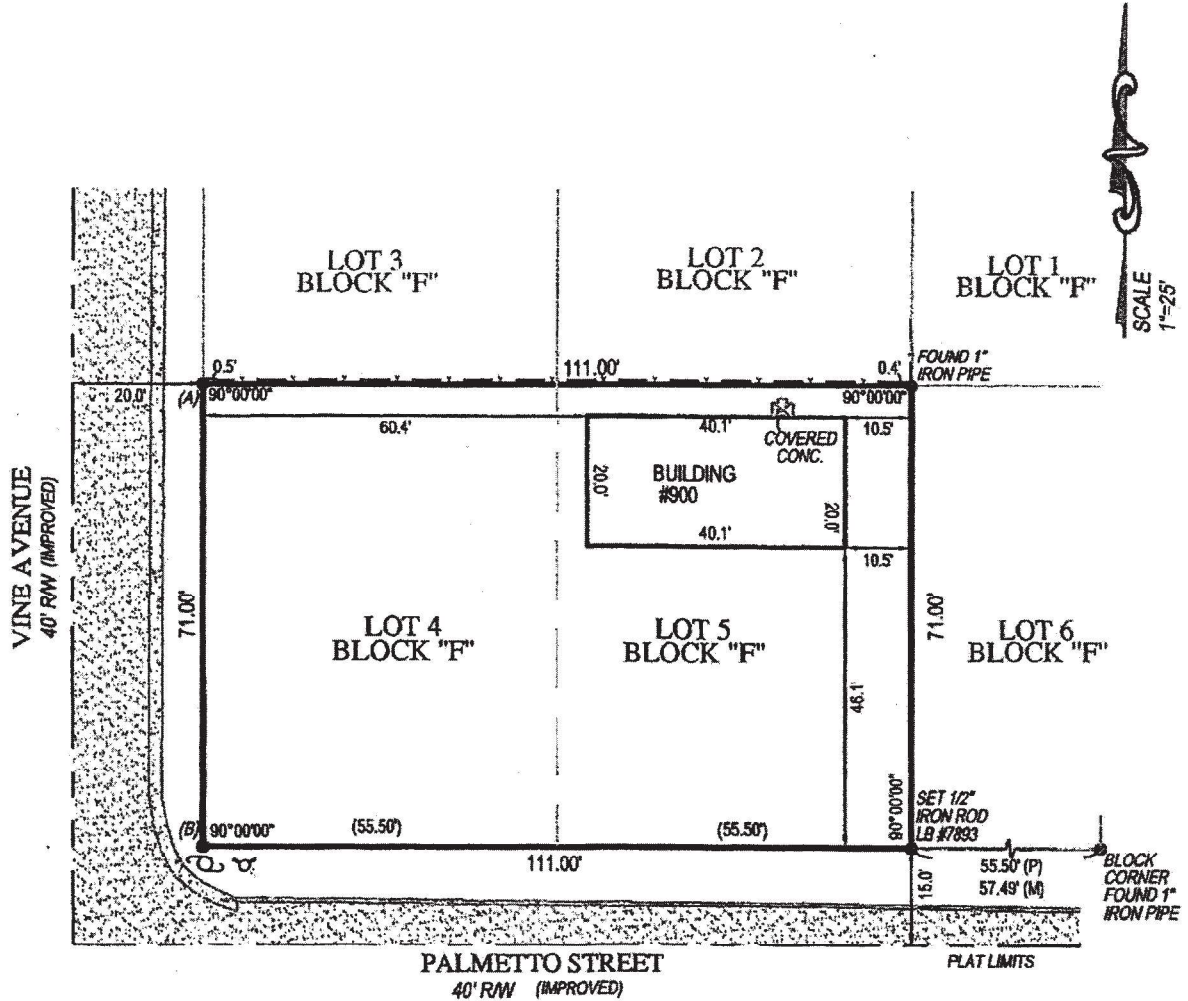 LOT 3
BLOCK "F"
LOT 2
BLOCK "F"
LOT 1
BLOCK "F"
SCALE
1"=25'
0.5'
111.00'
0.4'
FOUND 1"
IRON PIPE
20.0'
(A)
90°00'00"
90°00'00"
60.4'
40.1'
10.5'
COVERED
CONC.
BUILDING
#900
20.0'
20.0'
40.1'
10.5'
VINE AVENUE
40' R/W (IMPROVED)
71.00'
LOT 4
BLOCK "F"
LOT 5
BLOCK "F"
71.00'
LOT 6
BLOCK "F"
46.1'
90°00'00"
SET 1/2"
IRON ROD
LB #7893
(B)
90°00'00"
(55.50')
(55.50')
111.00'
15.0'
55.50' (P)
57.49' (M)
BLOCK
CORNER
FOUND 1"
IRON PIPE
PALMETTO STREET
40' R/W (IMPROVED)
PLAT LIMITS